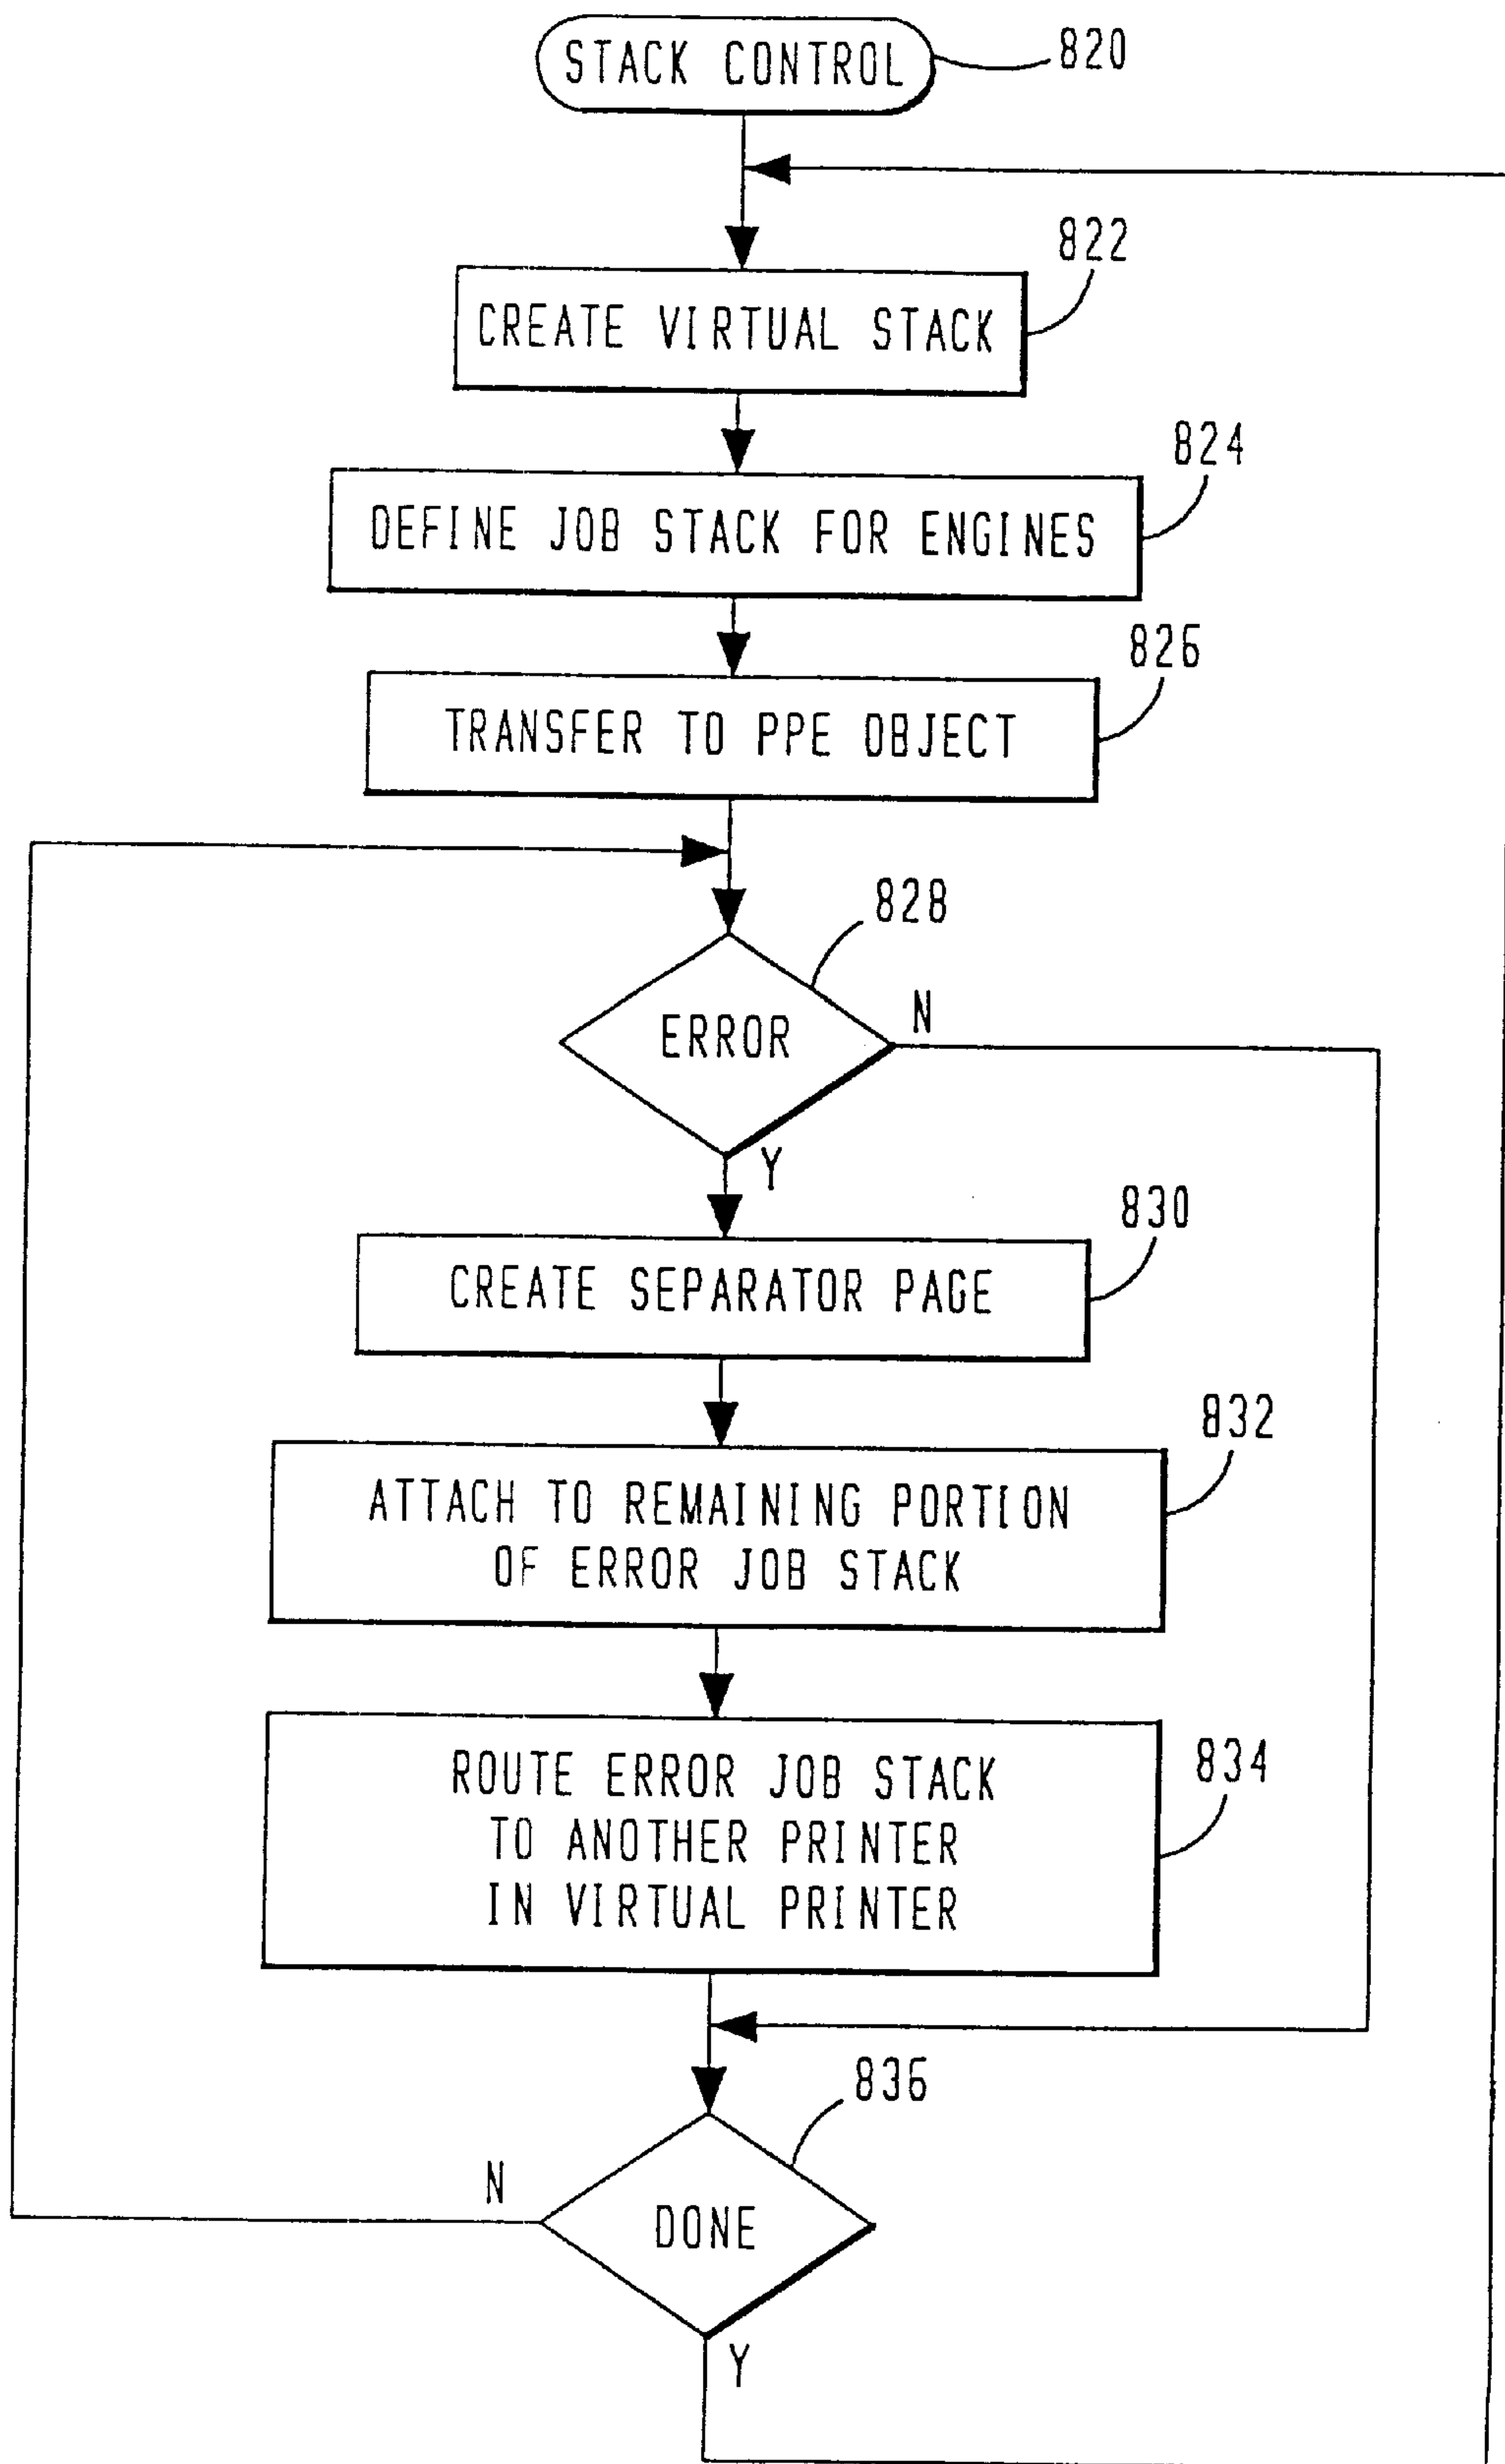 STACK CONTROL
820
822
CREATE VIRTUAL STACK
824
DEFINE JOB STACK FOR ENGINES
826
TRANSFER TO PPE OBJECT
828
ERROR
N
Y
830
CREATE SEPARATOR PAGE
832
ATTACH TO REMAINING PORTION
OF ERROR JOB STACK
834
ROUTE ERROR JOB STACK
TO ANOTHER PRINTER
IN VIRTUAL PRINTER
836
N
DONE
Y